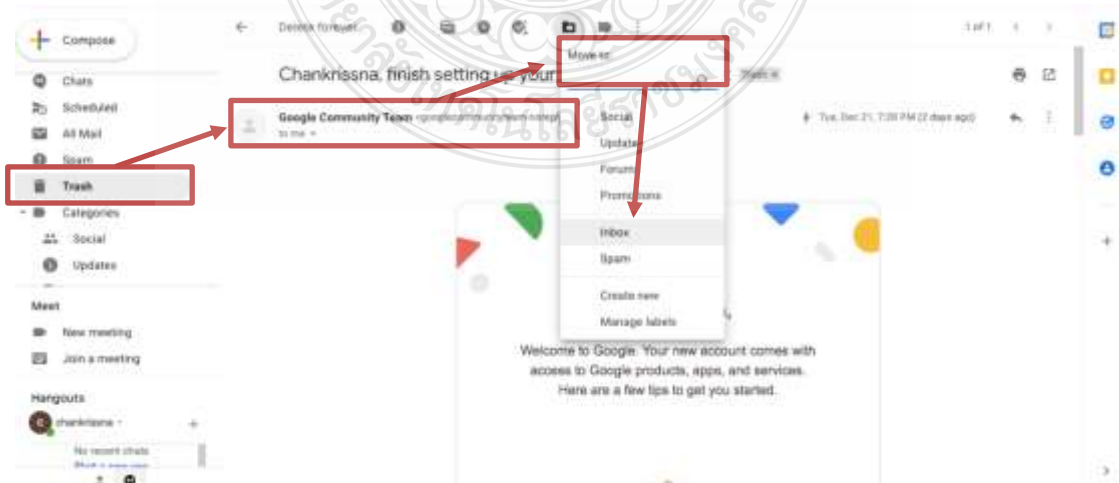 Compose
Chats
Scheduled
All Mail
Spam
Trash
Categories
Social
Updates
Meet
New meeting
Join a meeting
Hangouts
chankrissna
No recent chats
Delete forever
1 of 1
Move to:
Chankrissna, finish setting up your
Trash ×
Google Community Team
to me
Tue, Dec 21, 7:28 PM (2 days ago)
Social
Updates
Forums
Promotions
Inbox
Spam
Create new
Manage labels
Welcome to Google. Your new account comes with
access to Google products, apps, and services.
Here are a few tips to get you started.